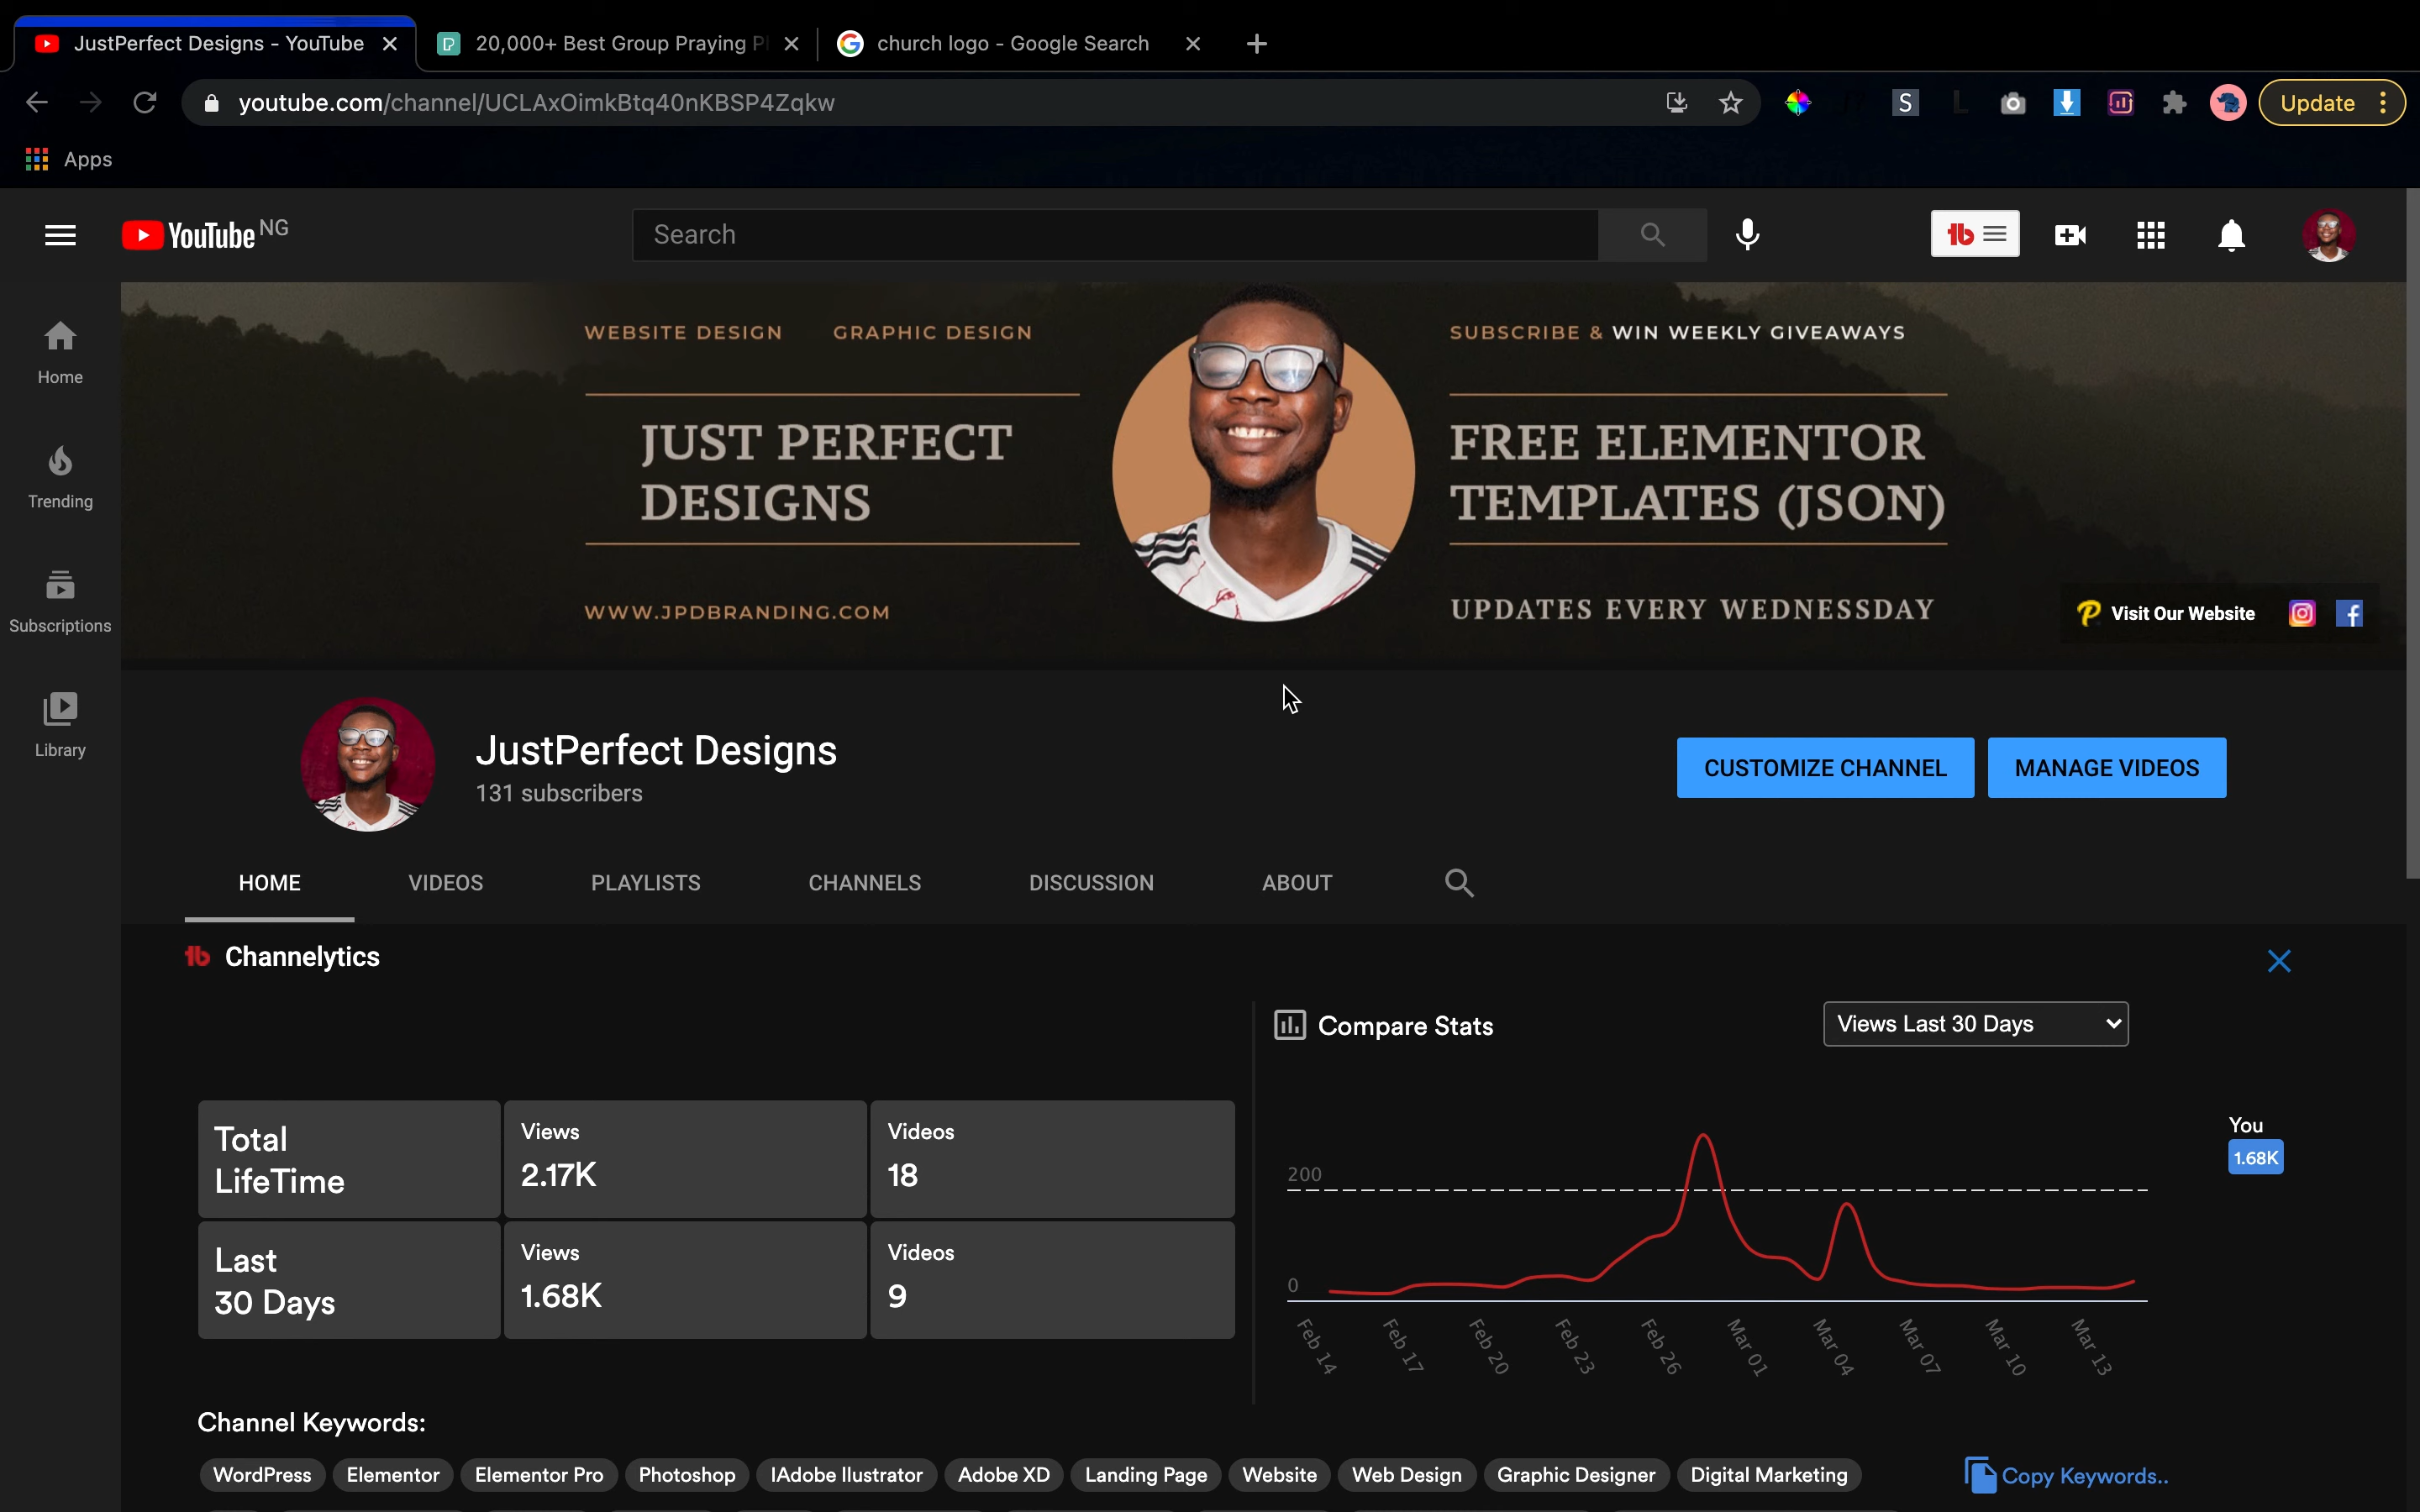 JustPerfect Designs - YouTube
20,000+ Best Group Praying P
church logo - Google Search
youtube.com/channel/UCLAxOimkBtq40nKBSP4Zqkw
S
Update
Apps
YouTube NG
Search
tb
Home
Trending
Subscriptions
Library
WEBSITE DESIGN GRAPHIC DESIGN
JUST PERFECT
DESIGNS
WWW.JPDBRANDING.COM
SUBSCRIBE & WIN WEEKLY GIVEAWAYS
FREE ELEMENTOR
TEMPLATES (JSON)
UPDATES EVERY WEDNESSDAY
Visit Our Website
JustPerfect Designs
131 subscribers
CUSTOMIZE CHANNEL
MANAGE VIDEOS
HOME VIDEOS PLAYLISTS CHANNELS DISCUSSION ABOUT
tb Channelytics
Total
LifeTime
Views
2.17K
Videos
18
Last
30 Days
Views
1.68K
Videos
9
Compare Stats
Views Last 30 Days
200
0
Feb 14 Feb 17 Feb 20 Feb 23 Feb 26 Mar 01 Mar 04 Mar 07 Mar 10 Mar 13
You
1.68K
Channel Keywords:
WordPress Elementor Elementor Pro Photoshop IAdobe llustrator Adobe XD Landing Page Website Web Design Graphic Designer Digital Marketing
Copy Keywords..